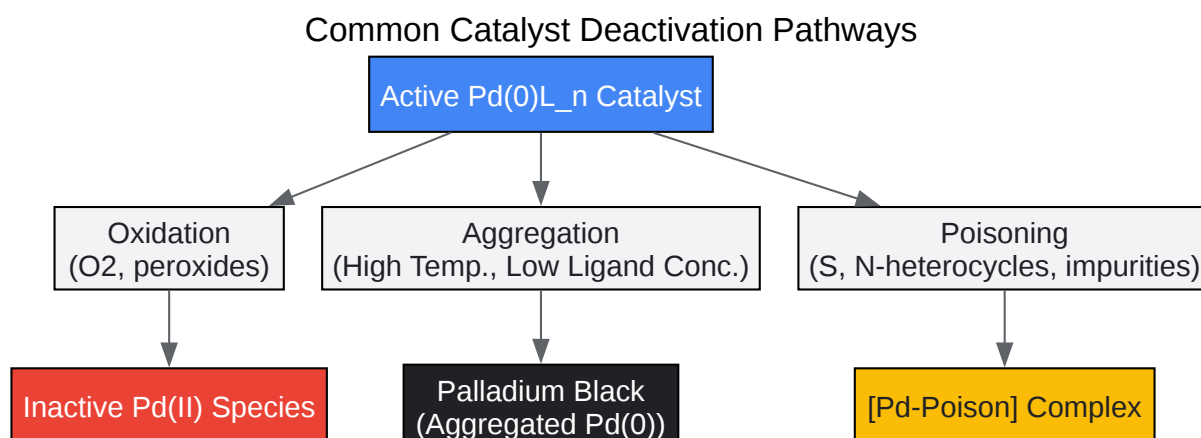 Common Catalyst Deactivation Pathways
Active Pd(0)L_n Catalyst
Oxidation
(O2, peroxides)
Aggregation
(High Temp., Low Ligand Conc.)
Poisoning
(S, N-heterocycles, impurities)
Inactive Pd(II) Species
Palladium Black
(Aggregated Pd(0))
[Pd-Poison] Complex